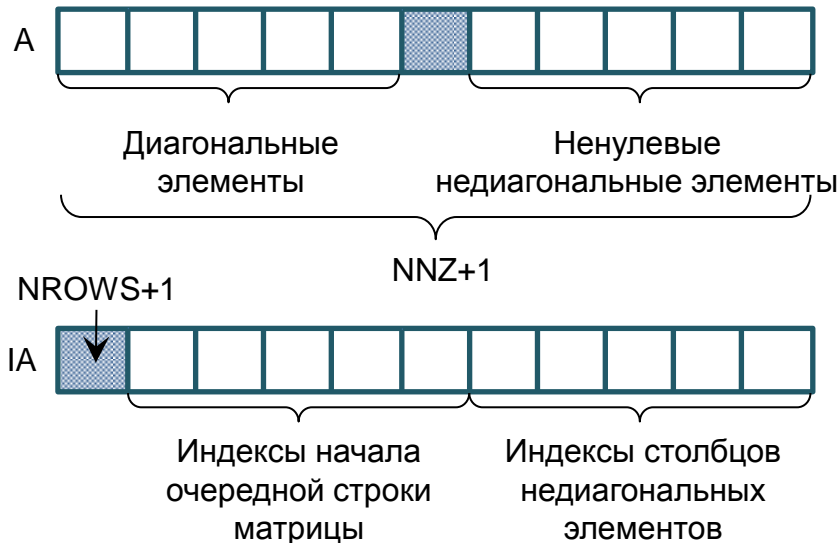 A
Диагональные
элементы
Ненулевые
недиагональные элементы
NNZ+1
NROWS+1
IA
Индексы начала
очередной строки
матрицы
Индексы столбцов
недиагональных
элементов